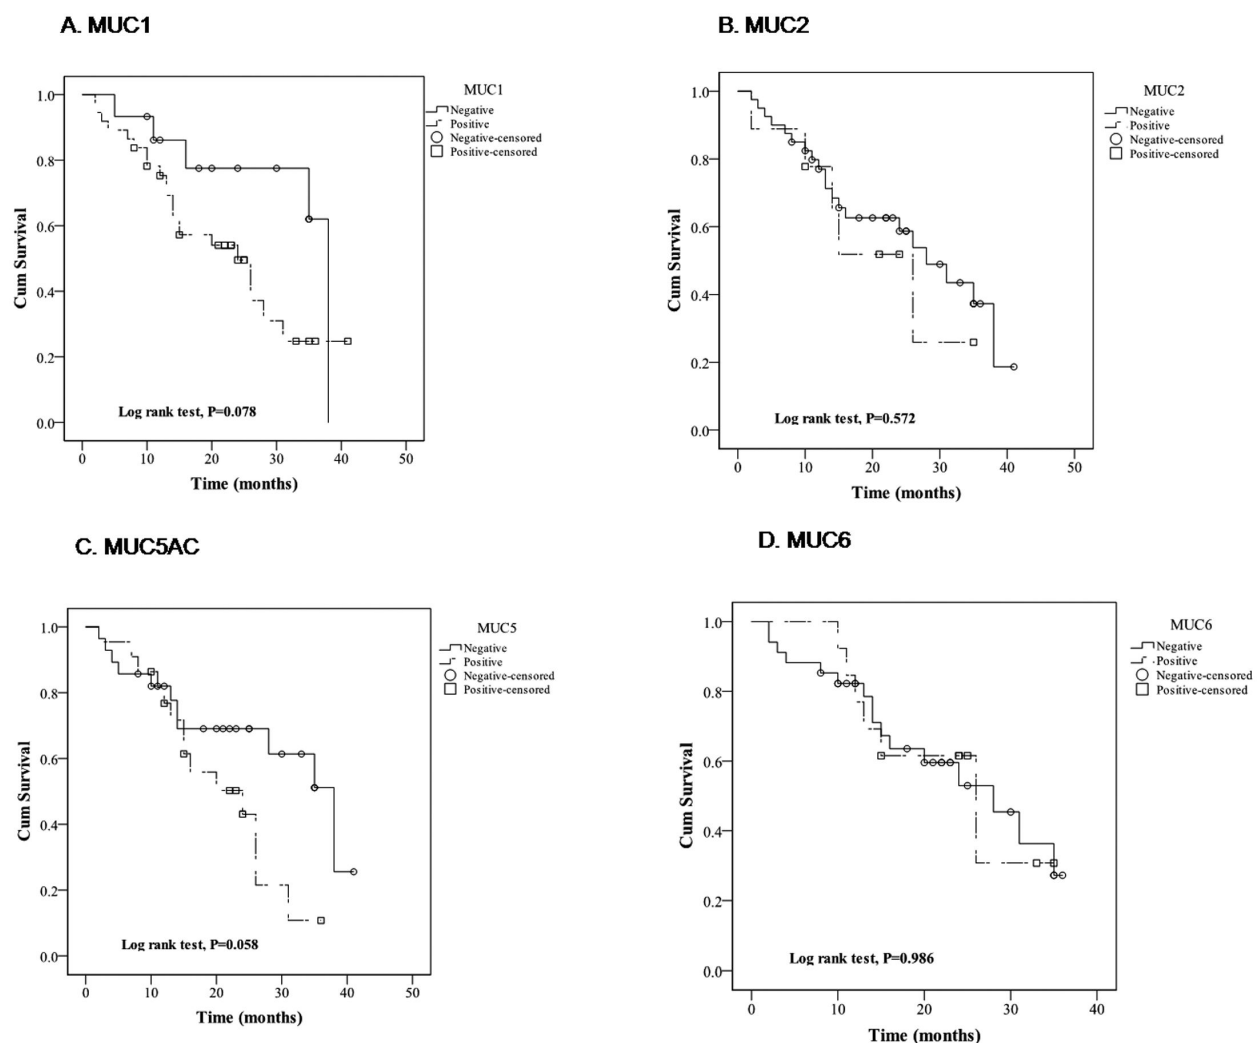 A. MUC1
MUC1
Negative
Positive
Negative-censored
Positive-censored
1.0
0.8
0.6
0.4
0.2
0.0
Cum Survival
Log rank test, P=0.078
0 10 20 30 40 50
Time (months)
B. MUC2
MUC2
Negative
Positive
Negative-censored
Positive-censored
1.0
0.8
0.6
0.4
0.2
0.0
Cum Survival
Log rank test, P=0.572
0 10 20 30 40 50
Time (months)
C. MUC5AC
MUC5
Negative
Positive
Negative-censored
Positive-censored
1.0
0.8
0.6
0.4
0.2
0.0
Cum Survival
Log rank test, P=0.058
0 10 20 30 40 50
Time (months)
D. MUC6
MUC6
Negative
Positive
Negative-censored
Positive-censored
1.0
0.8
0.6
0.4
0.2
0.0
Cum Survival
Log rank test, P=0.986
0 10 20 30 40
Time (months)